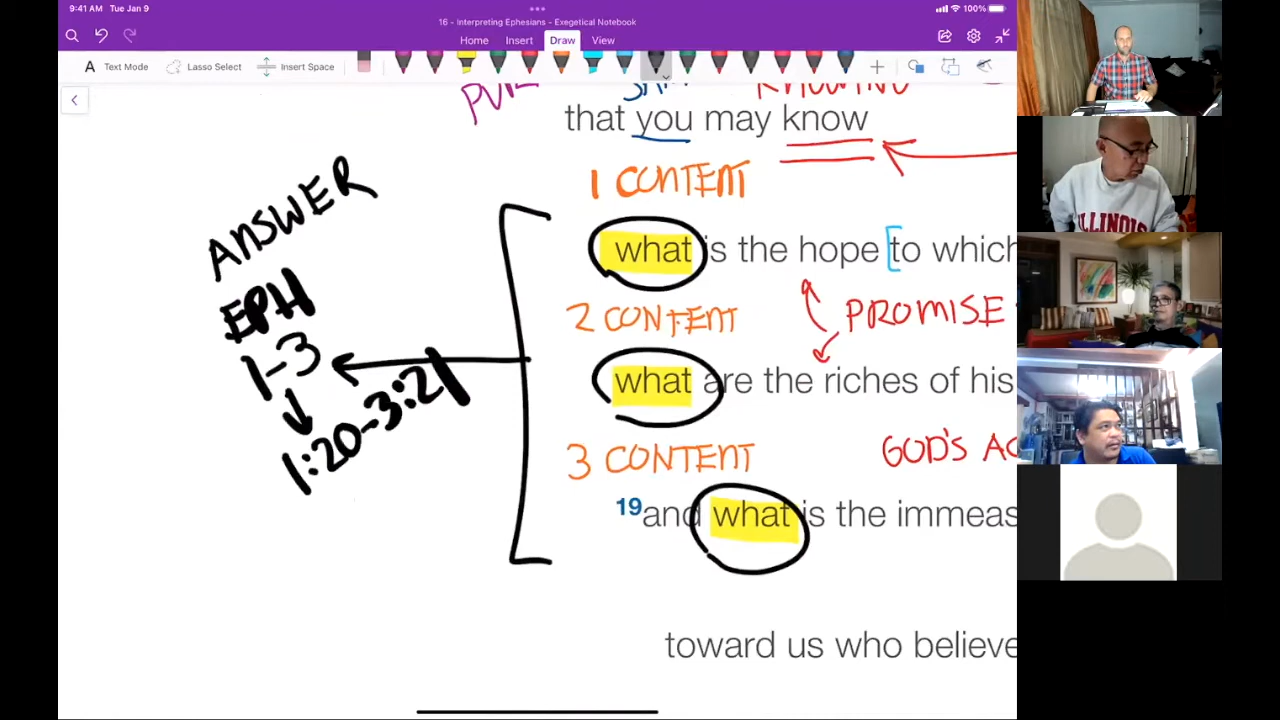 9:41 AM Tue Jan 9
100%
16 - Interpreting Ephesians - Exegetical Notebook
Home Insert Draw View
Text Mode Lasso Select Insert Space
that you may know
1 CONTENT
ANSWER
what is the hope [to which
EPH
2 CONTENT
PROMISE
1-3
what are the riches of his
1:20-3:21
3 CONTENT
GOD'S AC
19 and what is the immeas
toward us who believe
ILLINOIS